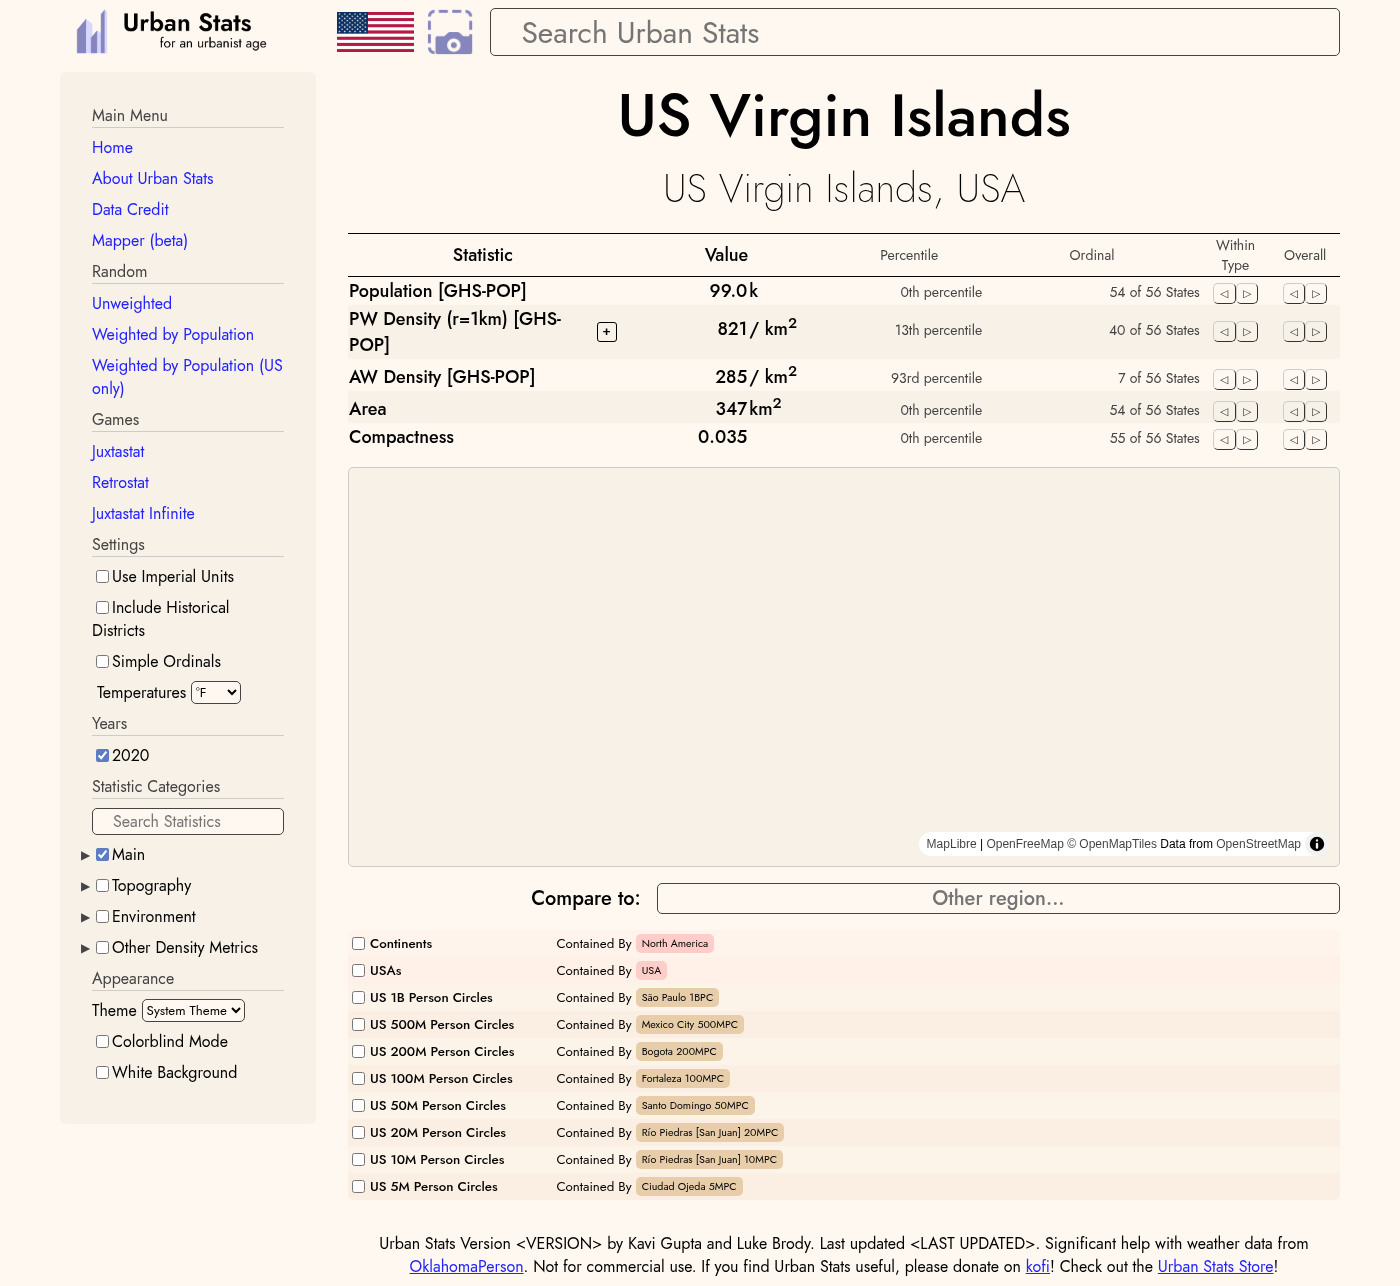 Urban Stats
for an urbanist age
Search Urban Stats
Main Menu
Home
About Urban Stats
Data Credit
Mapper (beta)
Random
Unweighted
Weighted by Population
Weighted by Population (US
only)
Games
Juxtastat
Retrostat
Juxtastat Infinite
Settings
Use Imperial Units
Include Historical
Districts
Simple Ordinals
Temperatures °F
Years
2020
Statistic Categories
Search Statistics
Main
Topography
Environment
Other Density Metrics
Appearance
Theme System Theme
Colorblind Mode
White Background
US Virgin Islands
US Virgin Islands, USA
Statistic Value Percentile Ordinal Within Type Overall
Population [GHS-POP] 99.0k 0th percentile 54 of 56 States
PW Density (r=1km) [GHS-
POP] + 821/ km² 13th percentile 40 of 56 States
AW Density [GHS-POP] 285/ km² 93rd percentile 7 of 56 States
Area 347km² 0th percentile 54 of 56 States
Compactness 0.035 0th percentile 55 of 56 States
MapLibre | OpenFreeMap © OpenMapTiles Data from OpenStreetMap
Compare to: Other region...
Continents Contained By North America
USAs Contained By USA
US 1B Person Circles Contained By São Paulo 1BPC
US 500M Person Circles Contained By Mexico City 500MPC
US 200M Person Circles Contained By Bogota 200MPC
US 100M Person Circles Contained By Fortaleza 100MPC
US 50M Person Circles Contained By Santo Domingo 50MPC
US 20M Person Circles Contained By Río Piedras [San Juan] 20MPC
US 10M Person Circles Contained By Río Piedras [San Juan] 10MPC
US 5M Person Circles Contained By Ciudad Ojeda 5MPC
Urban Stats Version <VERSION> by Kavi Gupta and Luke Brody. Last updated <LAST UPDATED>. Significant help with weather data from
OklahomaPerson. Not for commercial use. If you find Urban Stats useful, please donate on kofi! Check out the Urban Stats Store!